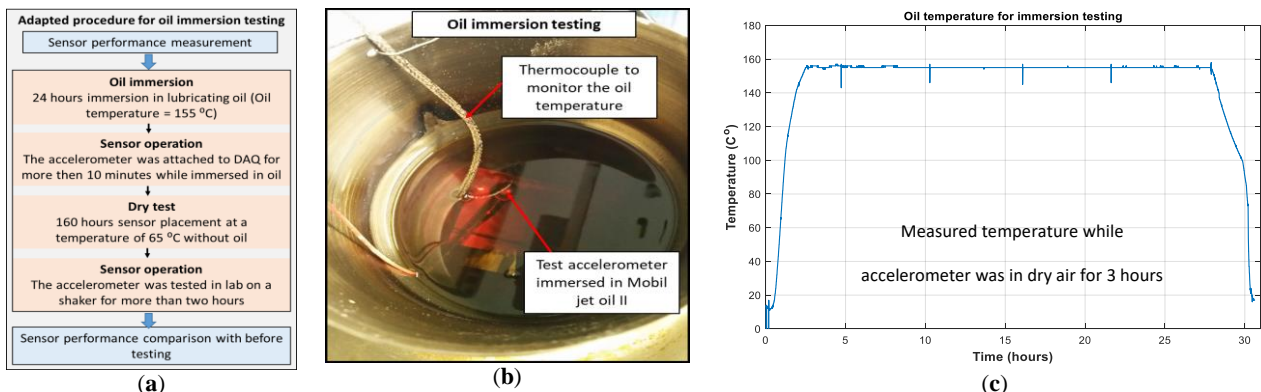 Adapted procedure for oil immersion testing
Sensor performance measurement
Oil immersion
24 hours immersion in lubricating oil (Oil
temperature = 155 ⁰C)
Sensor operation
The accelerometer was attached to DAQ for
more then 10 minutes while immersed in oil
Dry test
160 hours sensor placement at a
temperature of 65 ⁰C without oil
Sensor operation
The accelerometer was tested in lab on a
shaker for more than two hours
Sensor performance comparison with before
testing
(a)
Oil immersion testing
Thermocouple to
monitor the oil
temperature
Test accelerometer
immersed in Mobil
jet oil II
(b)
Oil temperature for immersion testing
180
160
140
120
100
80
60
40
20
0
Temperature (C⁰)
Measured temperature while
accelerometer was in dry air for 3 hours
0 5 10 15 20 25 30
Time (hours)
(c)